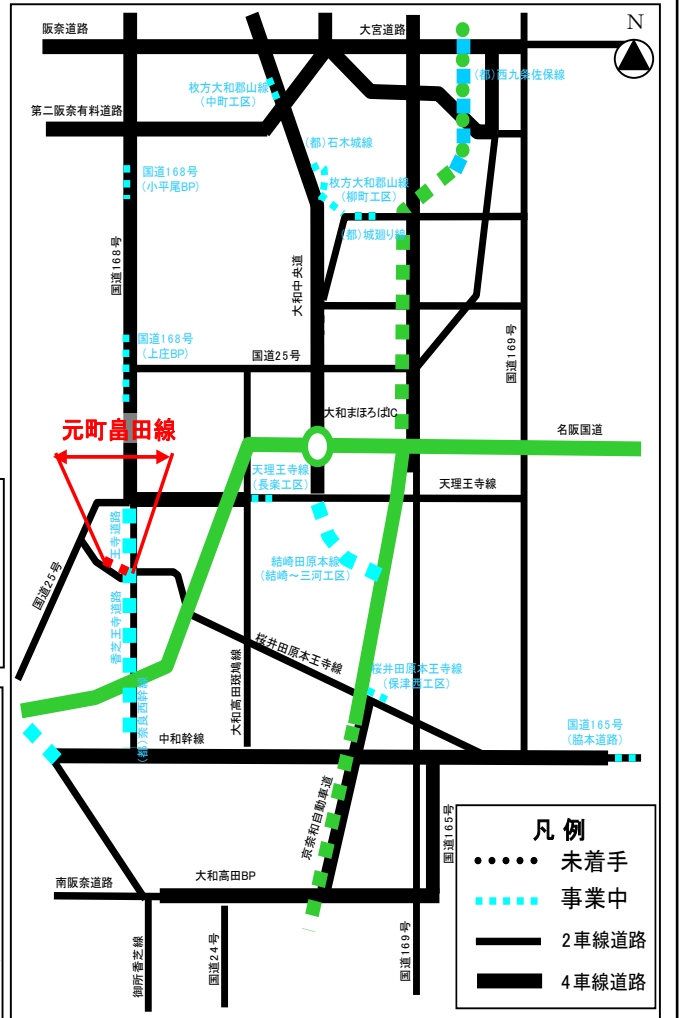 阪奈道路
大宮道路
N
(都)西九条佐保線
枚方大和郡山線
(中町工区)
第二阪奈有料道路
(都)石木城線
国道168号
(小平尾BP)
枚方大和郡山線
(柳町工区)
(都)城廻り線
国道168号
大和中央道
国道169号
国道168号
(上庄BP)
国道25号
大和まほろばIC
元町畠田線
名阪国道
天理王寺線
(長楽工区)
天理王寺線
王寺道路
国道25号
結崎田原本線
(結崎~三河工区)
香芝王寺道路
桜井田原本王寺線
大和高田斑鳩線
桜井田原本王寺線
(保津西工区)
(都)奈良西幹線
中和幹線
国道165号
(脇本道路)
京奈和自動車道
国道165号
南阪奈道路
大和高田BP
御所香芝線
国道24号
国道169号
凡例
未着手
事業中
2車線道路
4車線道路